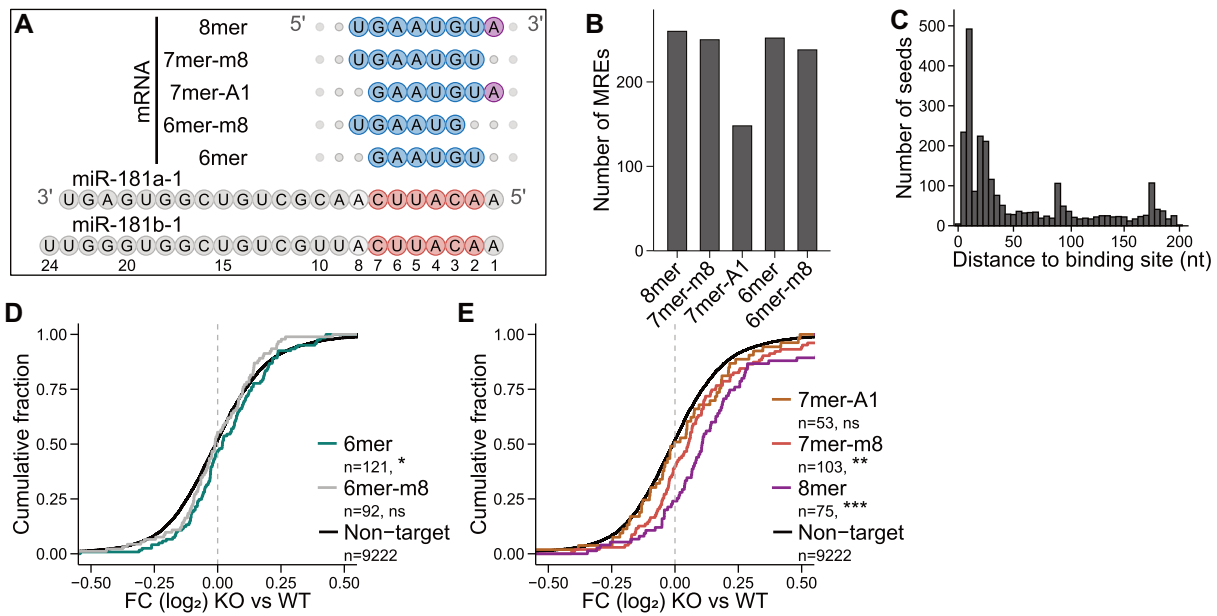 A
5' 3'
8mer UGAAUGUA
7mer-m8 UGAAUGU
7mer-A1 GAAUGUA
6mer-m8 UGAAUG
6mer GAAUGU
mRNA
miR-181a-1
3' UGAGUGGCUGUCGCAACUUACAA 5'
miR-181b-1
UUGGGUGGCUGUCGUUACUUACAA
24 20 15 10 8 7 6 5 4 3 2 1
B
Number of MREs
200
100
0
8mer
7mer-m8
7mer-A1
6mer
6mer-m8
C
Number of seeds
500
400
300
200
100
0
0 50 100 150 200
Distance to binding site (nt)
D
Cumulative fraction
1.00
0.75
0.50
0.25
0.00
−0.50 −0.25 0.00 0.25 0.50
FC (log₂) KO vs WT
6mer
n=121, *
6mer-m8
n=92, ns
Non−target
n=9222
E
Cumulative fraction
1.00
0.75
0.50
0.25
0.00
−0.50 −0.25 0.00 0.25 0.50
FC (log₂) KO vs WT
7mer-A1
n=53, ns
7mer-m8
n=103, **
8mer
n=75, ***
Non−target
n=9222